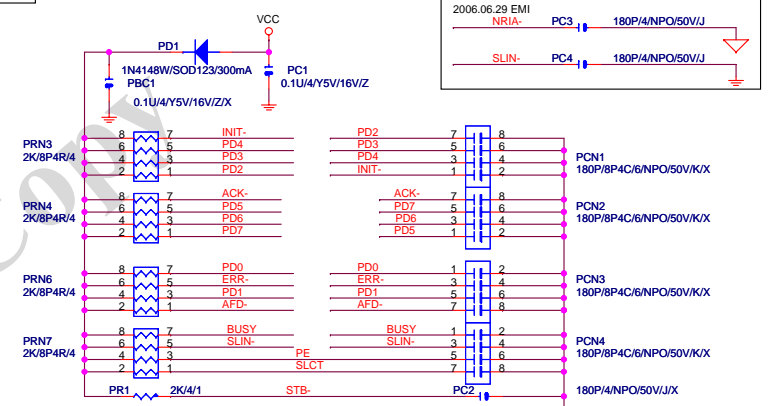 2006.06.29 EMI
NRIA- PC3 180P/4/NPO/50V/J
SLIN- PC4 180P/4/NPO/50V/J
VCC
PD1
1N4148W/SOD123/300mA
PBC1
0.1U/4/Y5V/16V/Z/X
PC1
0.1U/4/Y5V/16V/Z
PRN3
2K/8P4R/4
8 7 INIT- PD2 7 8
6 5 PD4 PD3 5 6
4 3 PD3 PD4 3 4
2 1 PD2 INIT- 1 2
PCN1
180P/8P4C/6/NPO/50V/K/X
PRN4
2K/8P4R/4
8 7 ACK- ACK- 7 8
6 5 PD5 PD7 5 6
4 3 PD6 PD6 3 4
2 1 PD7 PD5 1 2
PCN2
180P/8P4C/6/NPO/50V/K/X
PRN6
2K/8P4R/4
8 7 PD0 PD0 1 2
6 5 ERR- ERR- 3 4
4 3 PD1 PD1 5 6
2 1 AFD- AFD- 7 8
PCN3
180P/8P4C/6/NPO/50V/K/X
PRN7
2K/8P4R/4
8 7 BUSY BUSY 1 2
6 5 SLIN- SLIN- 3 4
4 3 PE 5 6
2 1 SLCT 7 8
PCN4
180P/8P4C/6/NPO/50V/K/X
PR1 2K/4/1 STB- PC2 180P/4/NPO/50V/J/X
Copy